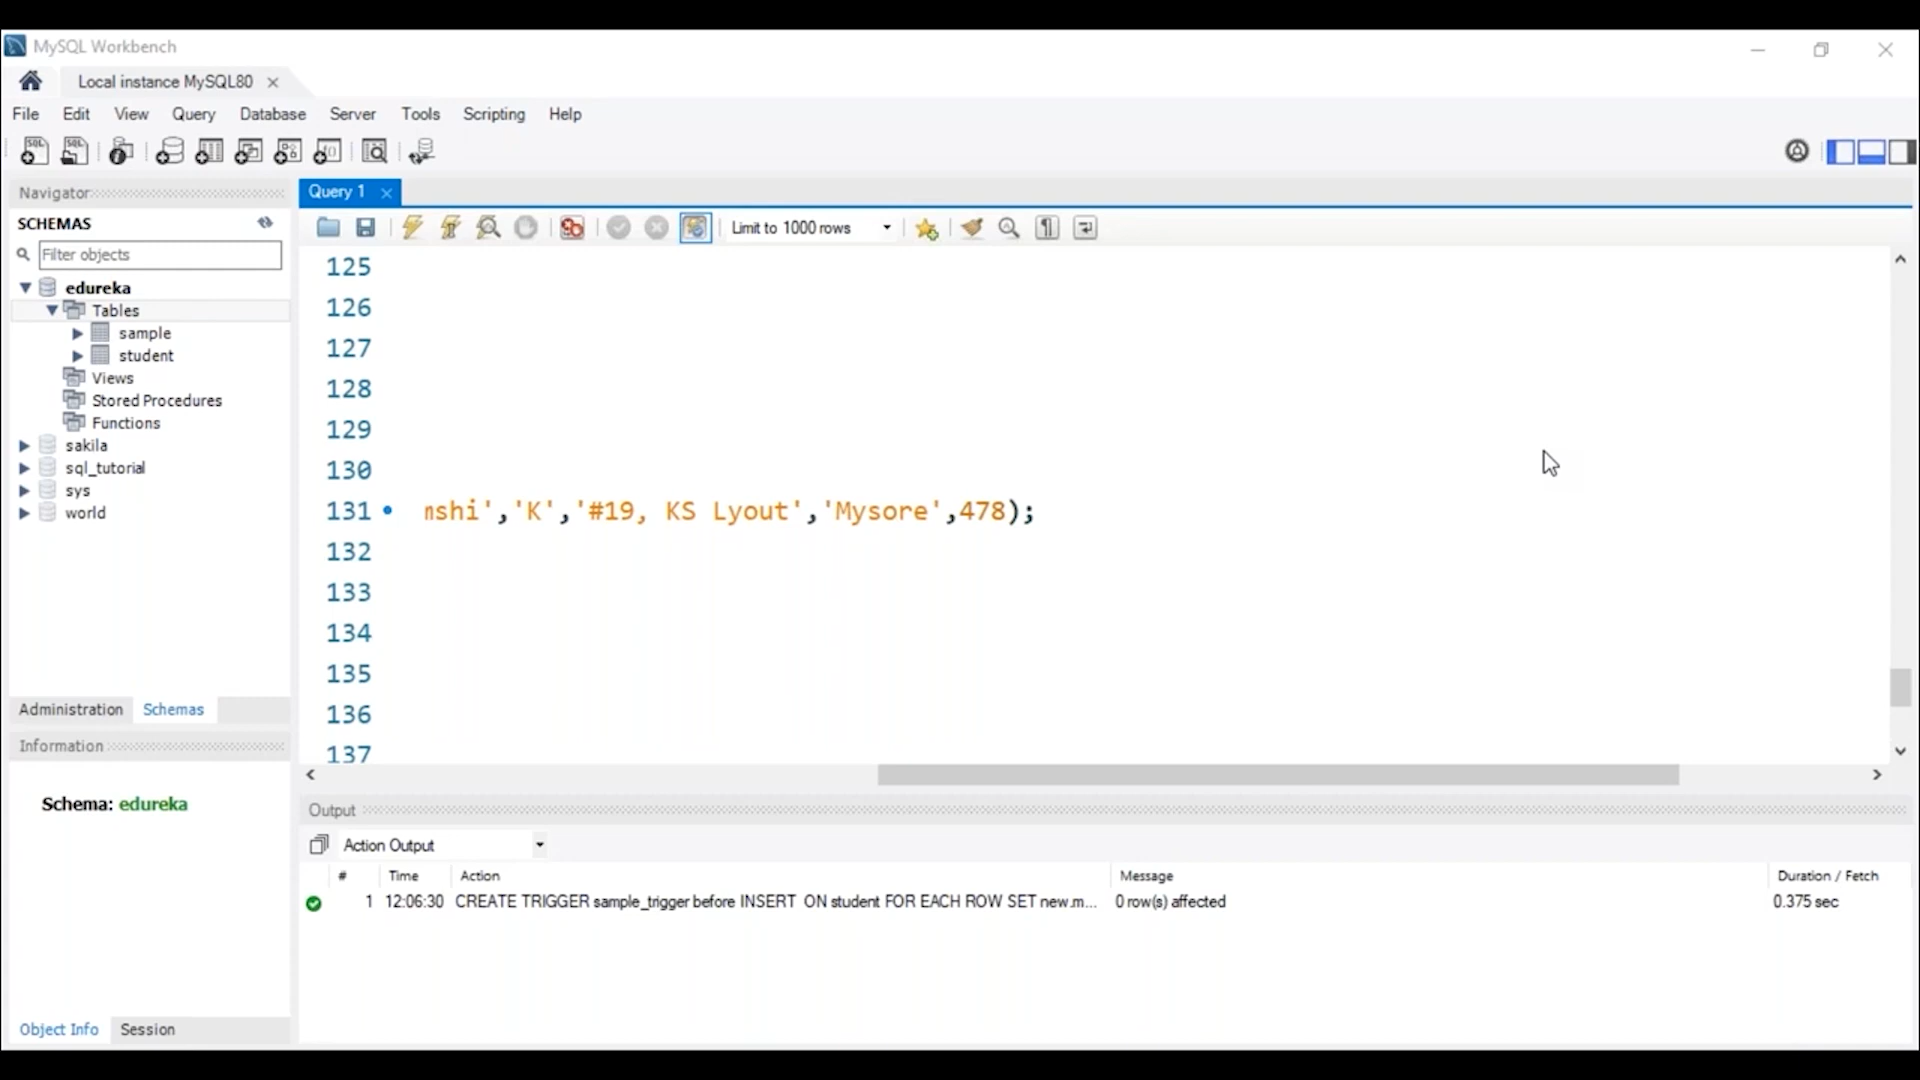 MySQL Workbench
Local instance MySQL80
File Edit View Query Database Server Tools Scripting Help
Navigator
Query 1
SCHEMAS
Limit to 1000 rows
Filter objects
125
edureka
Tables
126
sample
127
student
Views
128
Stored Procedures
Functions
129
sakila
sql_tutorial
130
sys
world
131 nshi','K','#19, KS Lyout','Mysore',478);
132
133
134
135
Administration Schemas
136
Information
137
Schema: edureka
Output
Action Output
# Time Action Message Duration / Fetch
1 12:06:30 CREATE TRIGGER sample_trigger before INSERT ON student FOR EACH ROW SET new.m... 0 row(s) affected 0.375 sec
Object Info Session